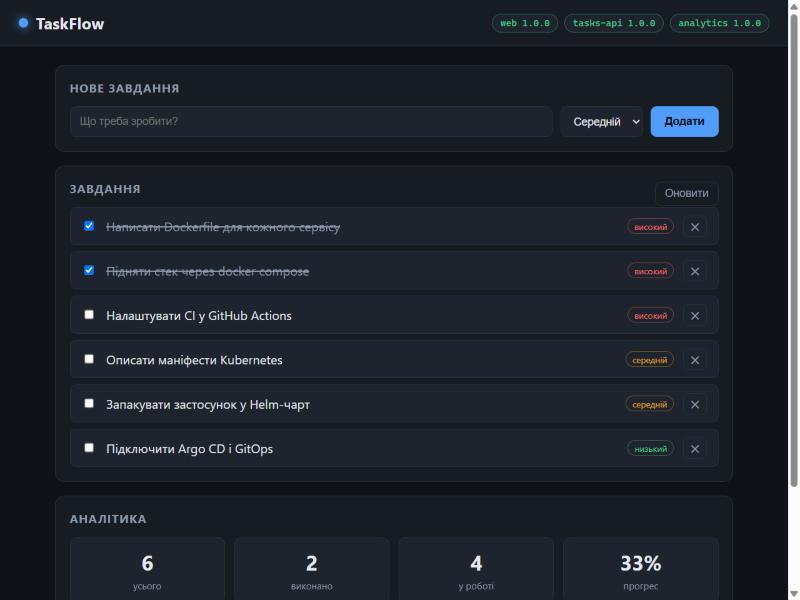 TaskFlow
web 1.0.0 tasks-api 1.0.0 analytics 1.0.0
НОВЕ ЗАВДАННЯ
Що треба зробити? Середній Додати
ЗАВДАННЯ Оновити
Написати Dockerfile для кожного сервісу високий ✕
Підняти стек через docker compose високий ✕
Налаштувати CI у GitHub Actions високий ✕
Описати маніфести Kubernetes середній ✕
Запакувати застосунок у Helm-чарт середній ✕
Підключити Argo CD і GitOps низький ✕
АНАЛІТИКА
6 2 4 33%
усього виконано у роботі прогрес